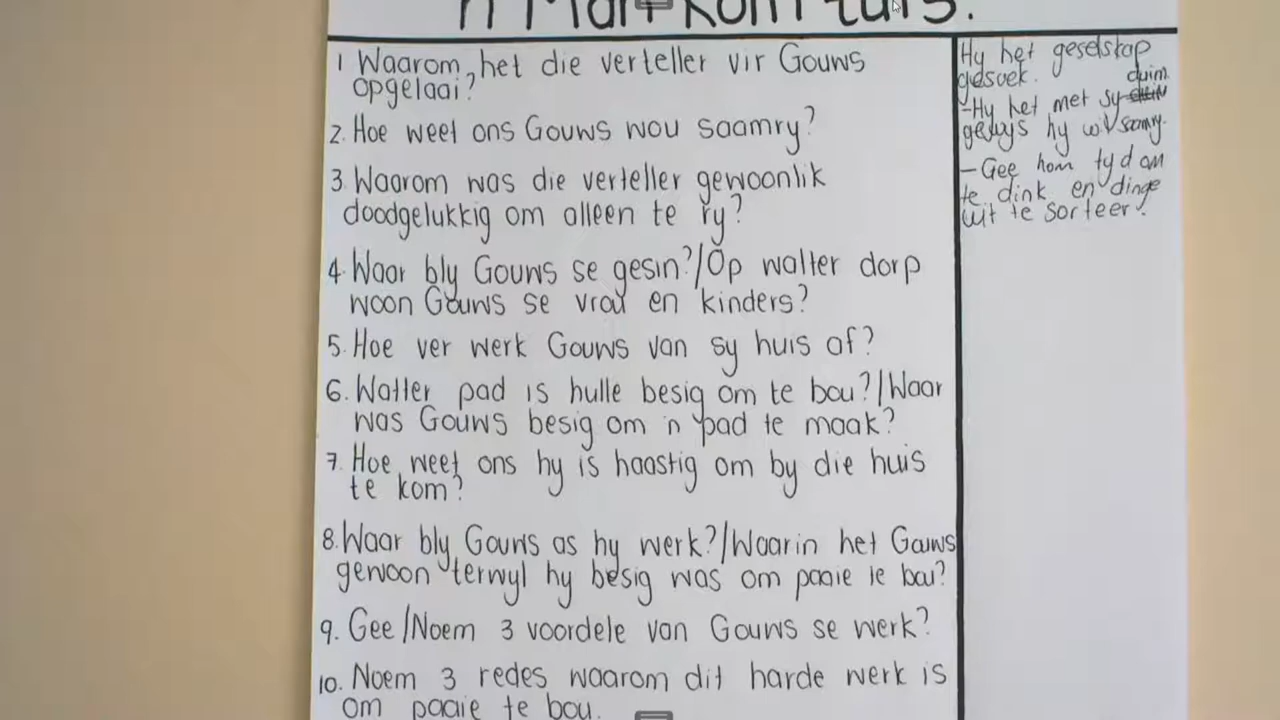 'n Man kom tuis.
1 Waarom, het die verteller vir Gouws
opgelaai?
2. Hoe weet ons Gouws wou saamry?
3. Waarom was die verteller gewoonlik
doodgelukkig om alleen te ry?
4. Waar bly Gouws se gesin?/Op watter dorp
woon Gouws se vrou en kinders?
5. Hoe ver werk Gouws van sy huis af?
6. Watter pad is hulle besig om te bou?/Waar
was Gouws besig om 'n pad te maak?
7. Hoe weet ons hy is haastig om by die huis
te kom?
8. Waar bly Gouws as hy werk?/Waarin het Gouws
gewoon terwyl hy besig was om paaie te bou?
9. Gee/Noem 3 voordele van Gouws se werk?
10. Noem 3 redes waarom dit harde werk is
om paaie te bou.
Hy het geselskap
gesoek.
duim
-Hy het met sy
gewys hy wil saamry.
- Gee hom tyd om
te dink en dinge
uit te sorteer.